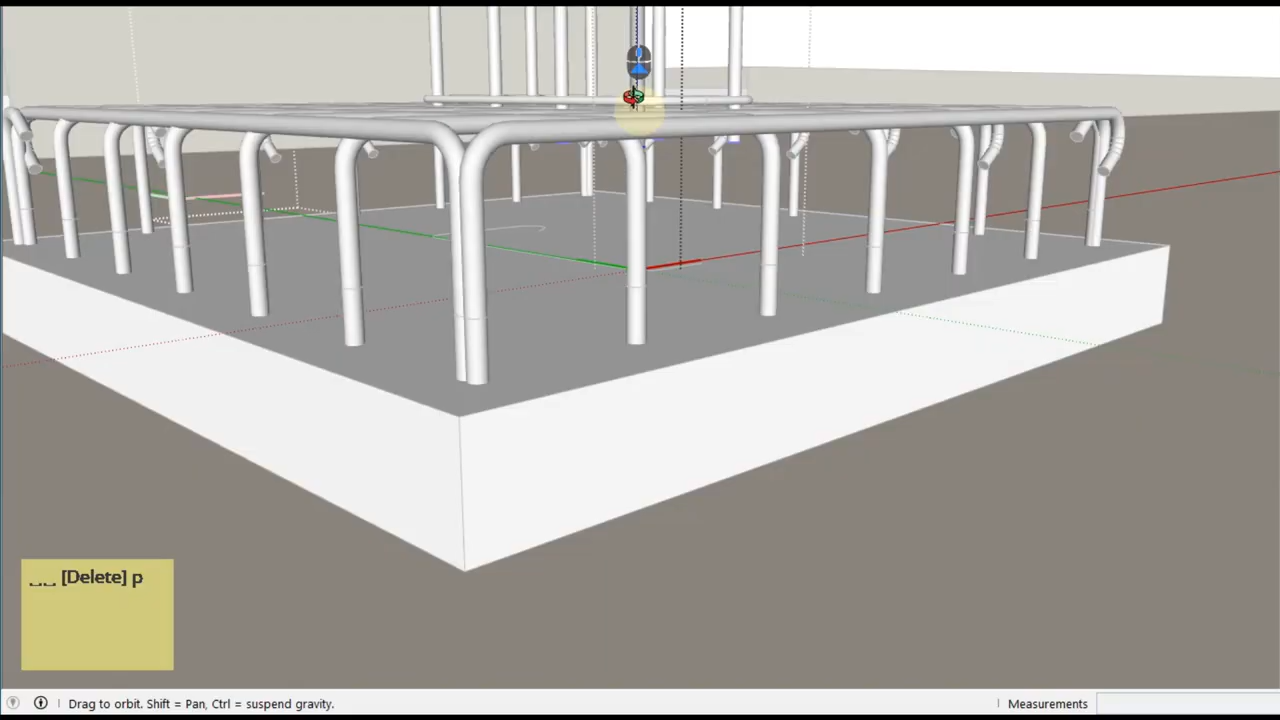 [Delete] p
Drag to orbit. Shift = Pan, Ctrl = suspend gravity.
Measurements